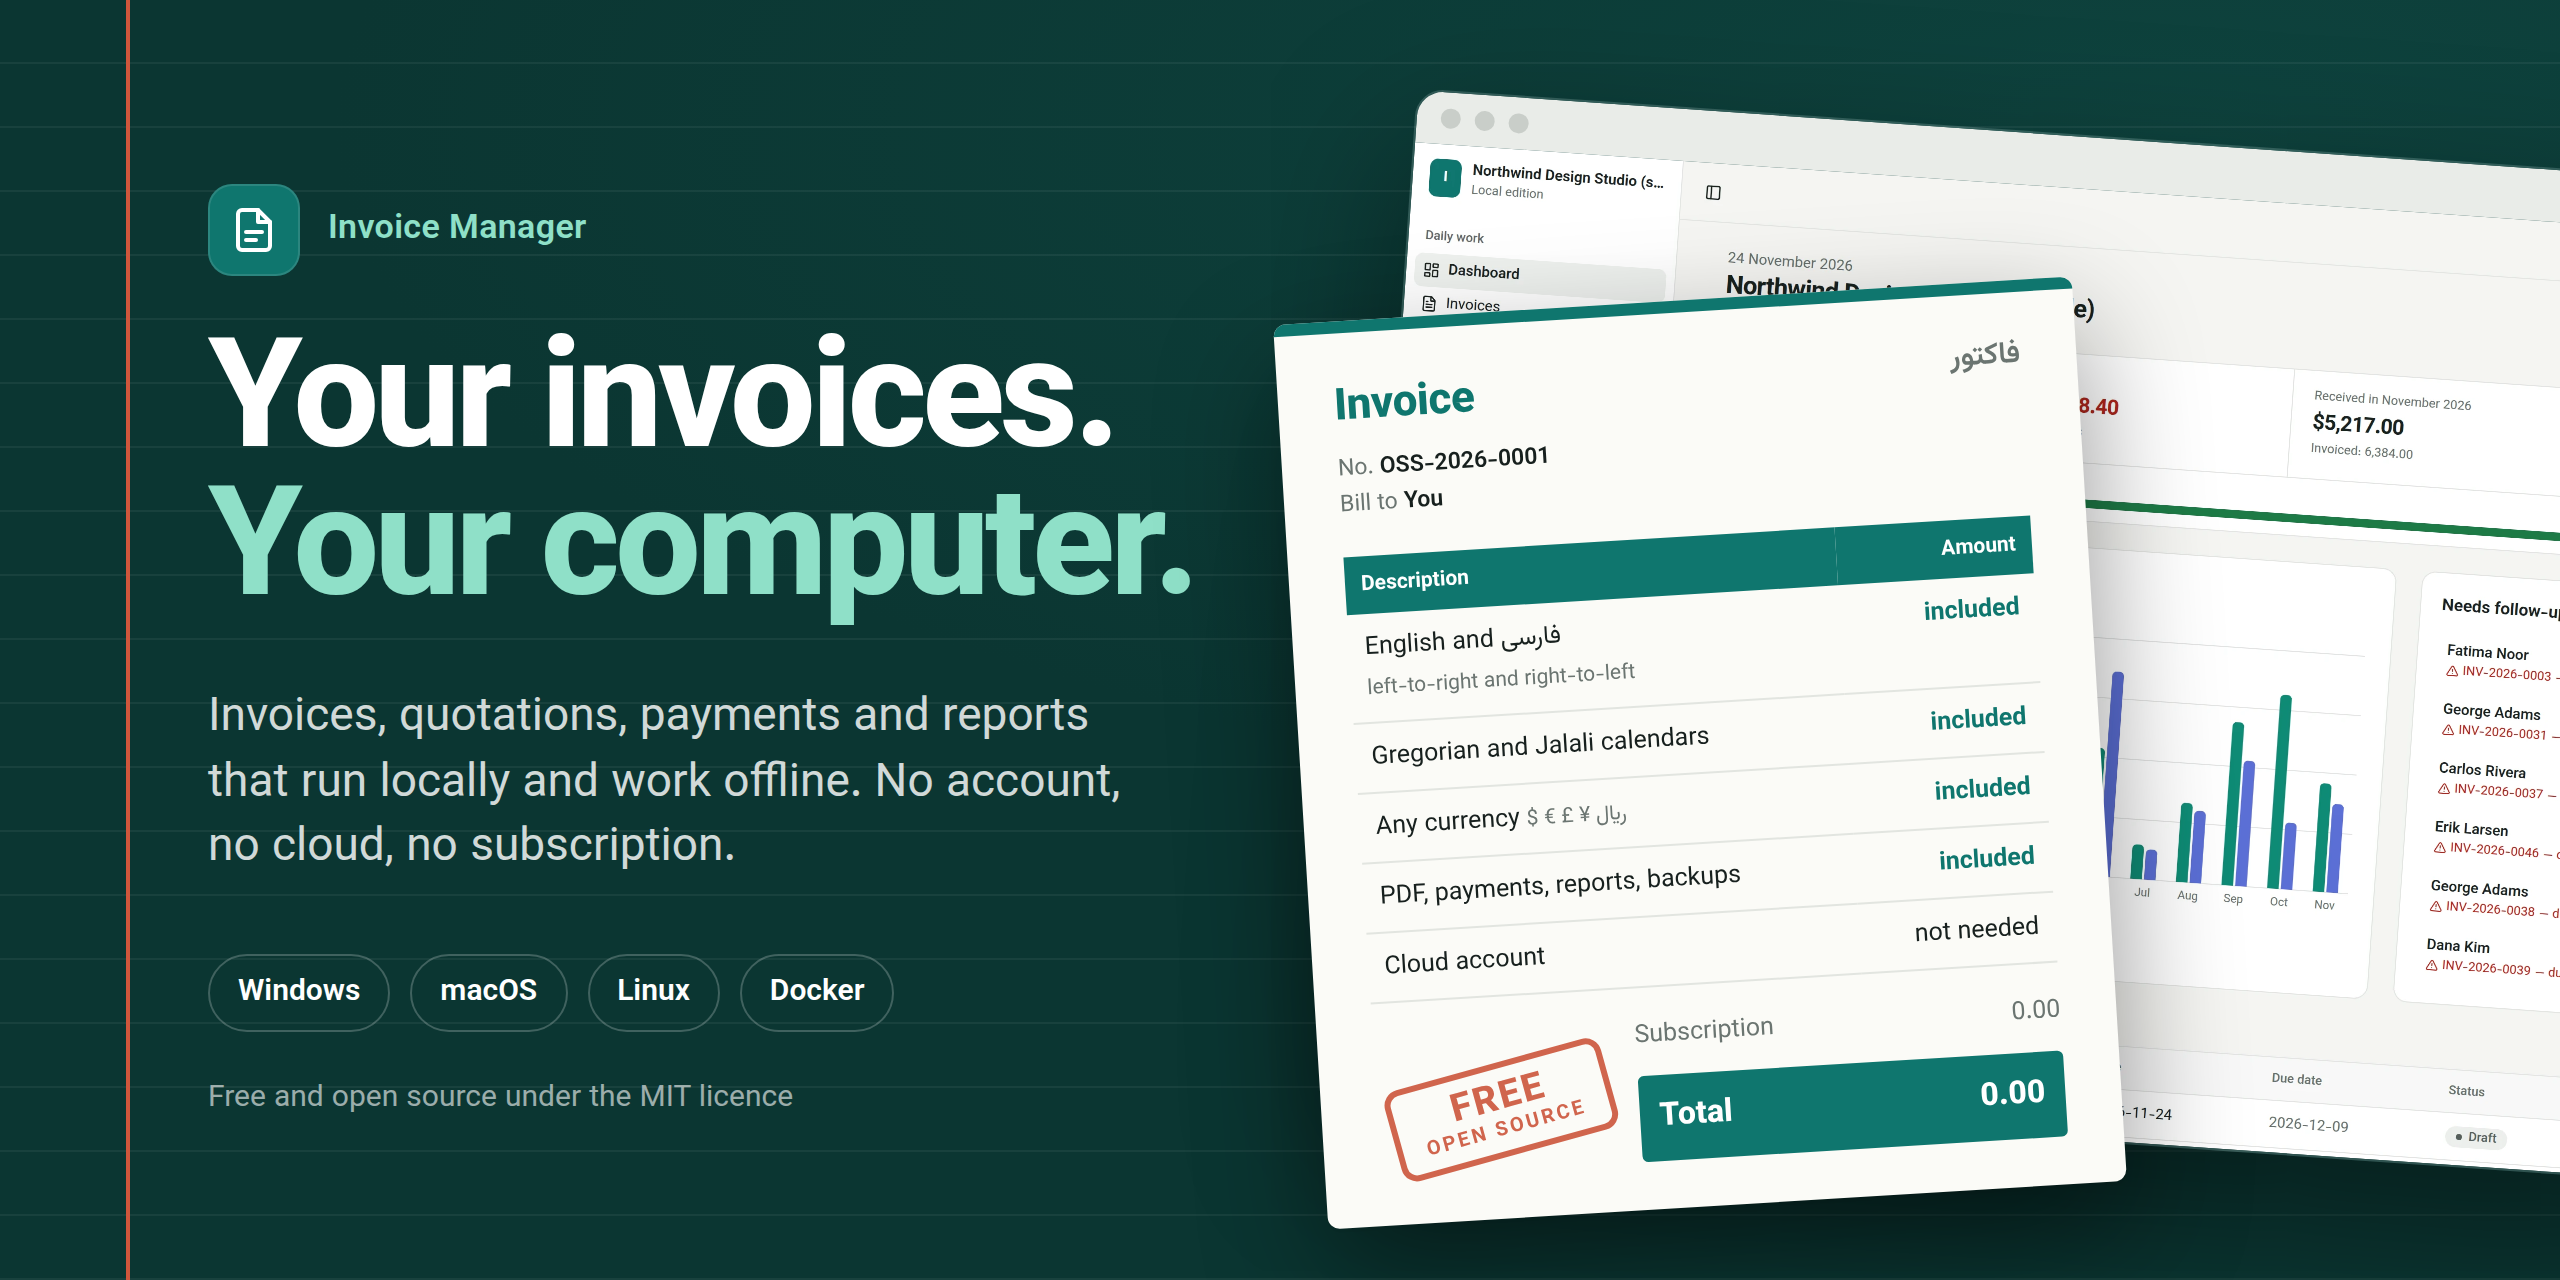 Invoice Manager
Your invoices.
Your computer.
Invoices, quotations, payments and reports
that run locally and work offline. No account,
no cloud, no subscription.
Windows
macOS
Linux
Docker
Free and open source under the MIT licence
I
Northwind Design Studio (s...
Local edition
Daily work
Dashboard
Invoices
24 November 2026
Northwind
e)
8.40
Received in November 2026
$5,217.00
Invoiced: 6,384.00
Jul Aug Sep Oct Nov
Needs follow-up
Fatima Noor
INV-2026-0003 –
George Adams
INV-2026-0031 –
Carlos Rivera
INV-2026-0037 –
Erik Larsen
INV-2026-0046 –
George Adams
INV-2026-0038 –
Dana Kim
INV-2026-0039 –
Due date
Status
-11-24
2026-12-09
Draft
Invoice
فاکتور
No. OSS-2026-0001
Bill to You
Description Amount
English and فارسی included
left-to-right and right-to-left
Gregorian and Jalali calendars included
Any currency $ € £ ¥ ریال included
PDF, payments, reports, backups included
Cloud account not needed
Subscription 0.00
Total 0.00
FREE
OPEN SOURCE